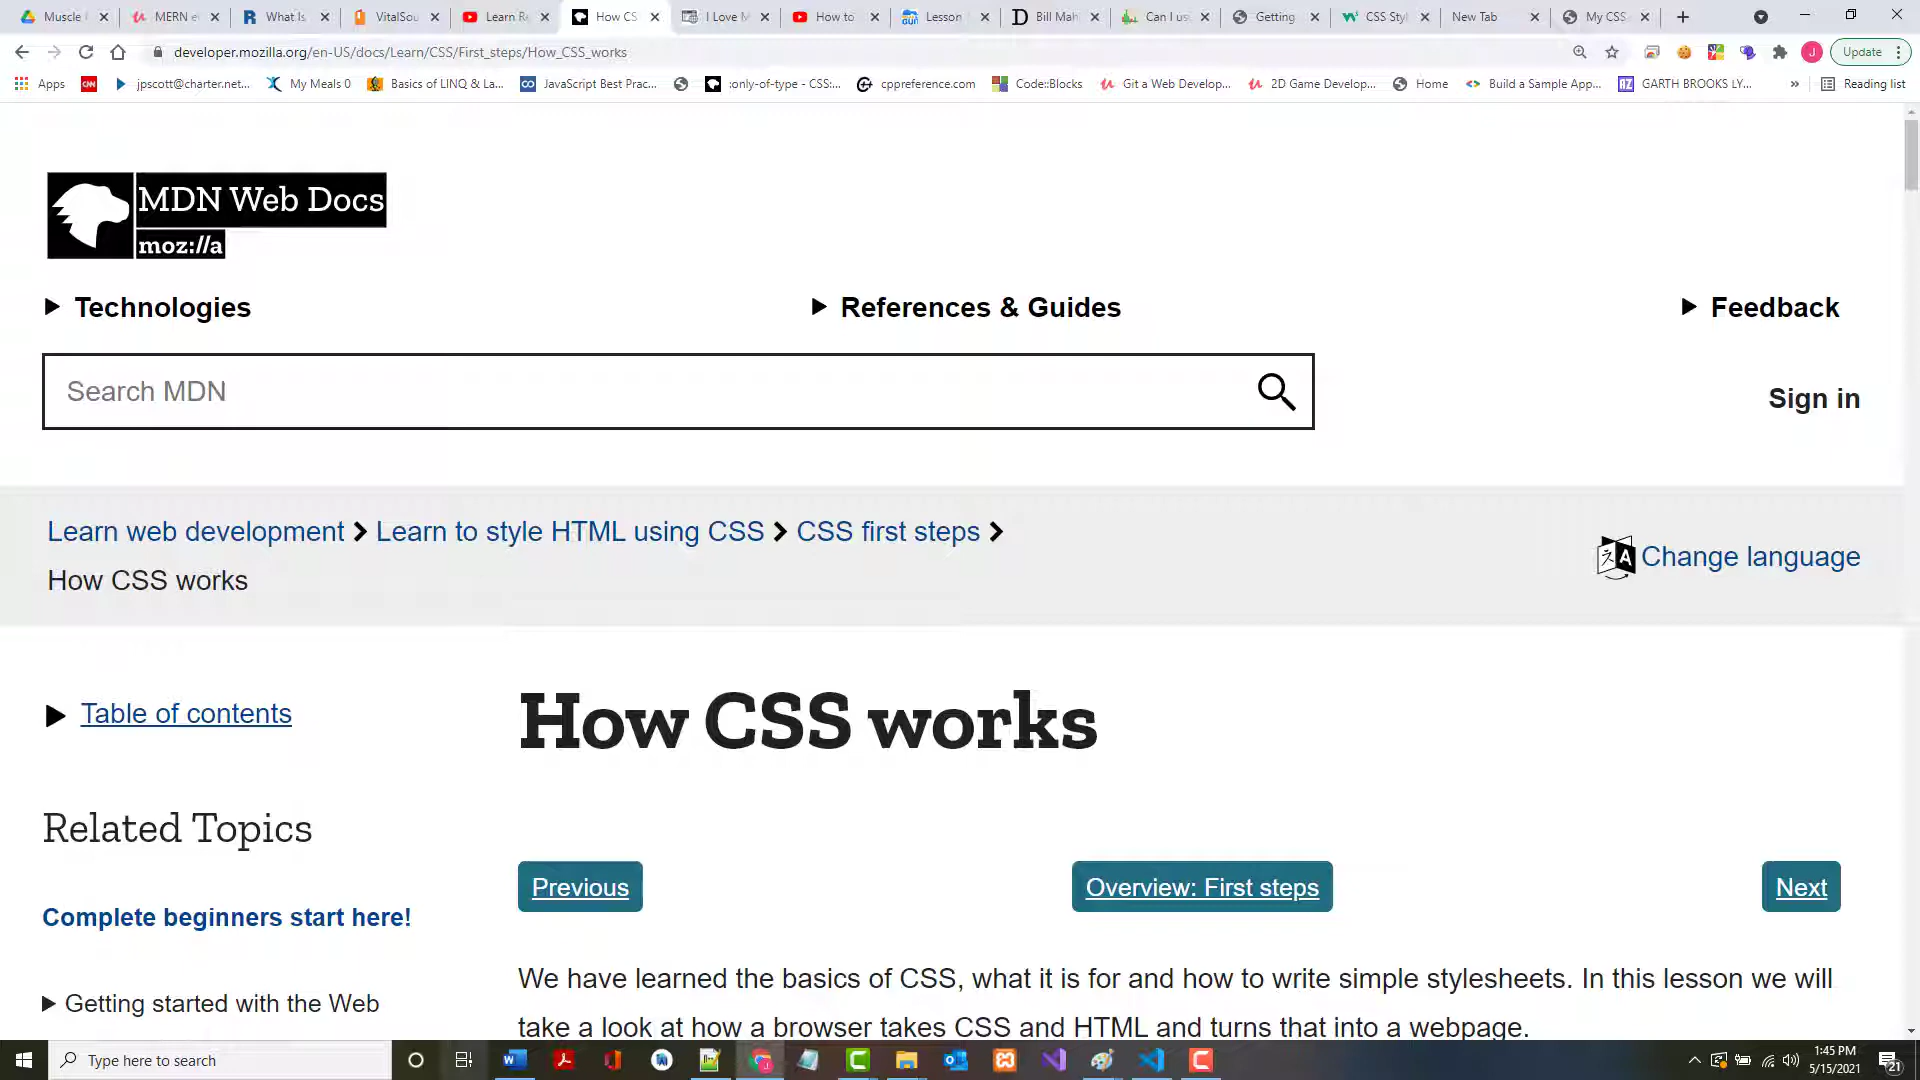 Muscle
MERN e
What Is
VitalSou
Learn Re
How CS
I Love M
How to
Lesson
Bill Mah
Can I us
Getting
CSS Styl
New Tab
My CSS
developer.mozilla.org/en-US/docs/Learn/CSS/First_steps/How_CSS_works
J
Update
Apps
CNN
jpscott@charter.net...
My Meals 0
Basics of LINQ & La...
JavaScript Best Prac...
:only-of-type - CSS:...
cppreference.com
Code::Blocks
Git a Web Develop...
2D Game Develop...
Home
Build a Sample App...
GARTH BROOKS LY...
»
Reading list
MDN Web Docs
moz://a
Technologies
References & Guides
Feedback
Search MDN
Sign in
Learn web development
Learn to style HTML using CSS
CSS first steps
How CSS works
Change language
Table of contents
How CSS works
Related Topics
Previous
Overview: First steps
Next
Complete beginners start here!
We have learned the basics of CSS, what it is for and how to write simple stylesheets. In this lesson we will
Getting started with the Web
take a look at how a browser takes CSS and HTML and turns that into a webpage.
Type here to search
1:45 PM
5/15/2021
21